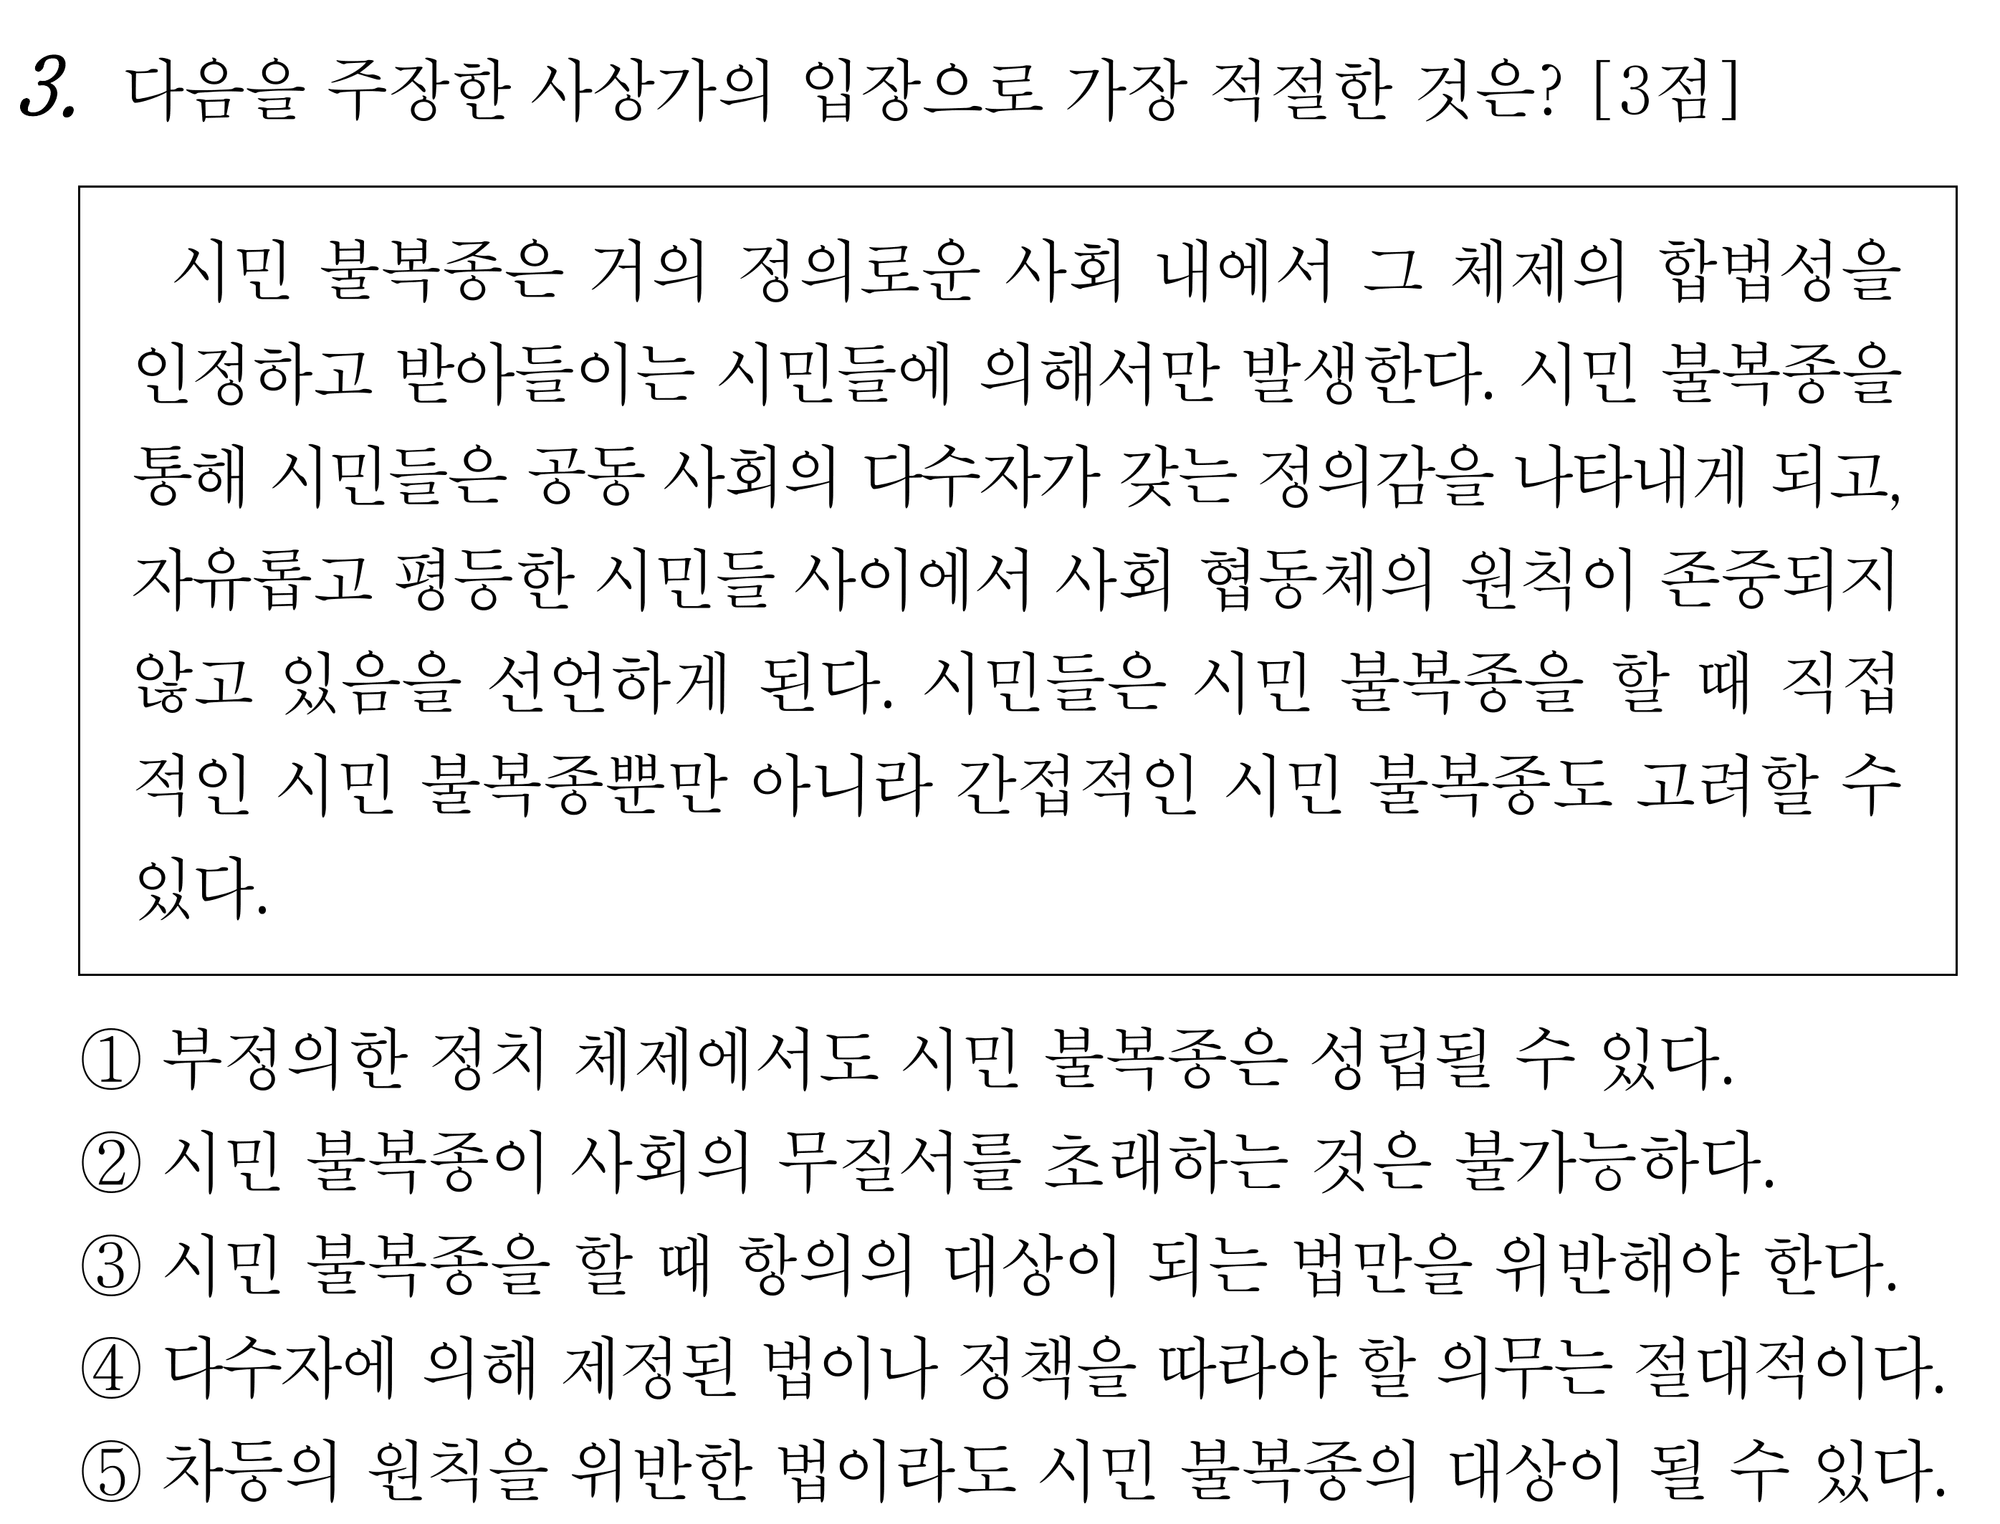 3. 다음을 주장한 사상가의 입장으로 가장 적절한 것은? [3점]
시민 불복종은 거의 정의로운 사회 내에서 그 체제의 합법성을
인정하고 받아들이는 시민들에 의해서만 발생한다. 시민 불복종을
통해 시민들은 공동 사회의 다수자가 갖는 정의감을 나타내게 되고,
자유롭고 평등한 시민들 사이에서 사회 협동체의 원칙이 존중되지
않고 있음을 선언하게 된다. 시민들은 시민 불복종을 할 때 직접
적인 시민 불복종뿐만 아니라 간접적인 시민 불복종도 고려할 수
있다.
① 부정의한 정치 체제에서도 시민 불복종은 성립될 수 있다.
② 시민 불복종이 사회의 무질서를 초래하는 것은 불가능하다.
③ 시민 불복종을 할 때 항의의 대상이 되는 법만을 위반해야 한다.
④ 다수자에 의해 제정된 법이나 정책을 따라야 할 의무는 절대적이다.
⑤ 차등의 원칙을 위반한 법이라도 시민 불복종의 대상이 될 수 있다.